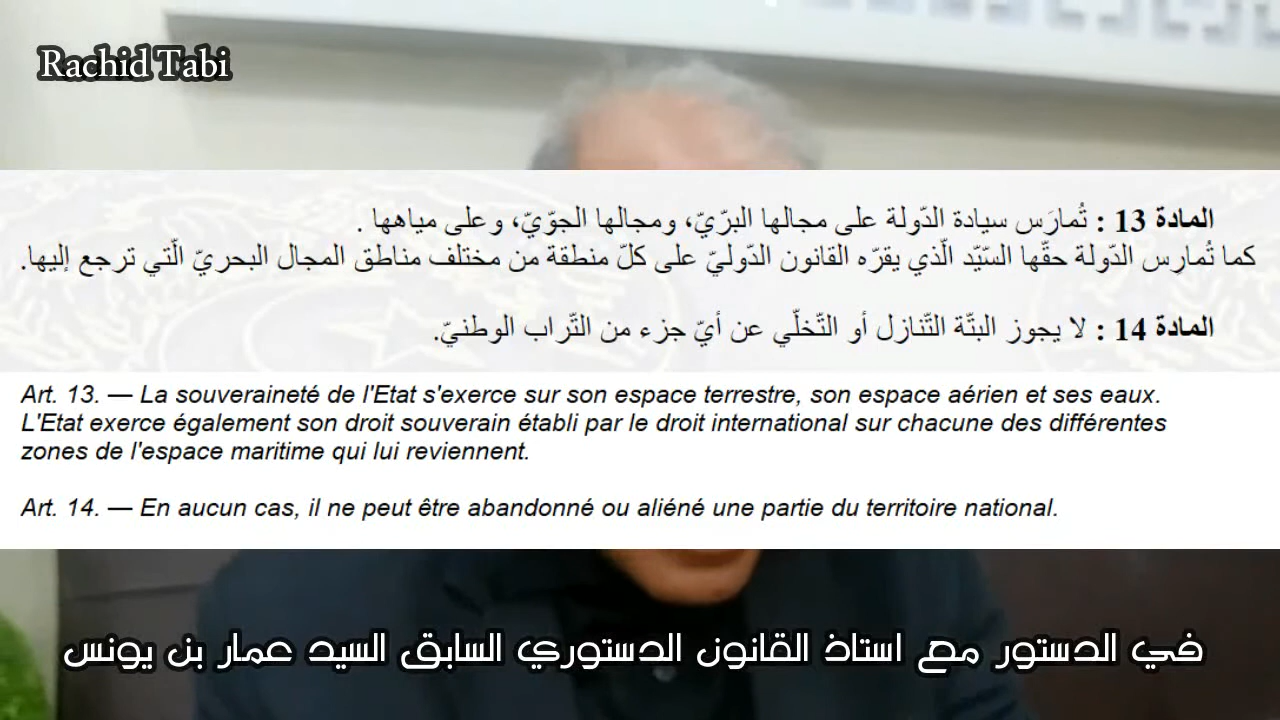 Rachid Tabi
المادة 13 : تُمارَس سيادة الدّولة على مجالها البرّيّ، ومجالها الجوّيّ، وعلى مياهها .
كما تُمارِس الدّولة حقّها السّيّد الّذي يقرّه القانون الدّوليّ على كلّ منطقة من مختلف مناطق المجال البحريّ الّتي ترجع إليها.
المادة 14 : لا يجوز البتّة التّنازل أو التّخلّي عن أيّ جزء من التّراب الوطنيّ.
Art. 13. — La souveraineté de l'Etat s'exerce sur son espace terrestre, son espace aérien et ses eaux.
L'Etat exerce également son droit souverain établi par le droit international sur chacune des différentes
zones de l'espace maritime qui lui reviennent.
Art. 14. — En aucun cas, il ne peut être abandonné ou aliéné une partie du territoire national.
في الدستور مع استاذ القانون الدستوري السابق السيد عمار بن يونس